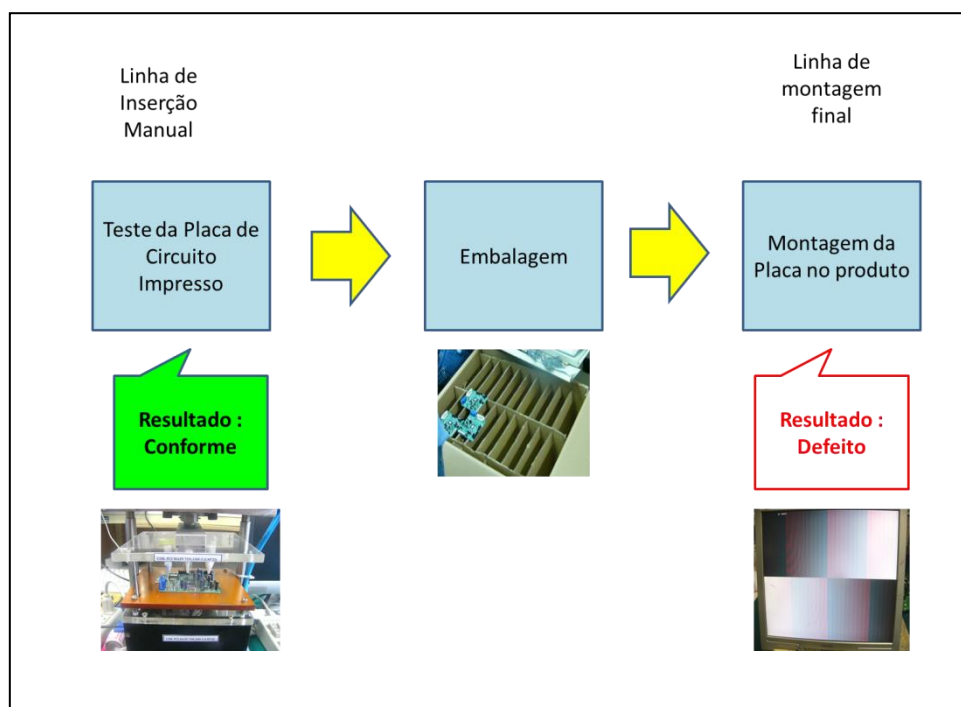 Linha de
Inserção
Manual
Linha de
montagem
final
Teste da Placa de
Circuito
Impresso
Embalagem
Montagem da
Placa no produto
Resultado :
Conforme
Resultado :
Defeito